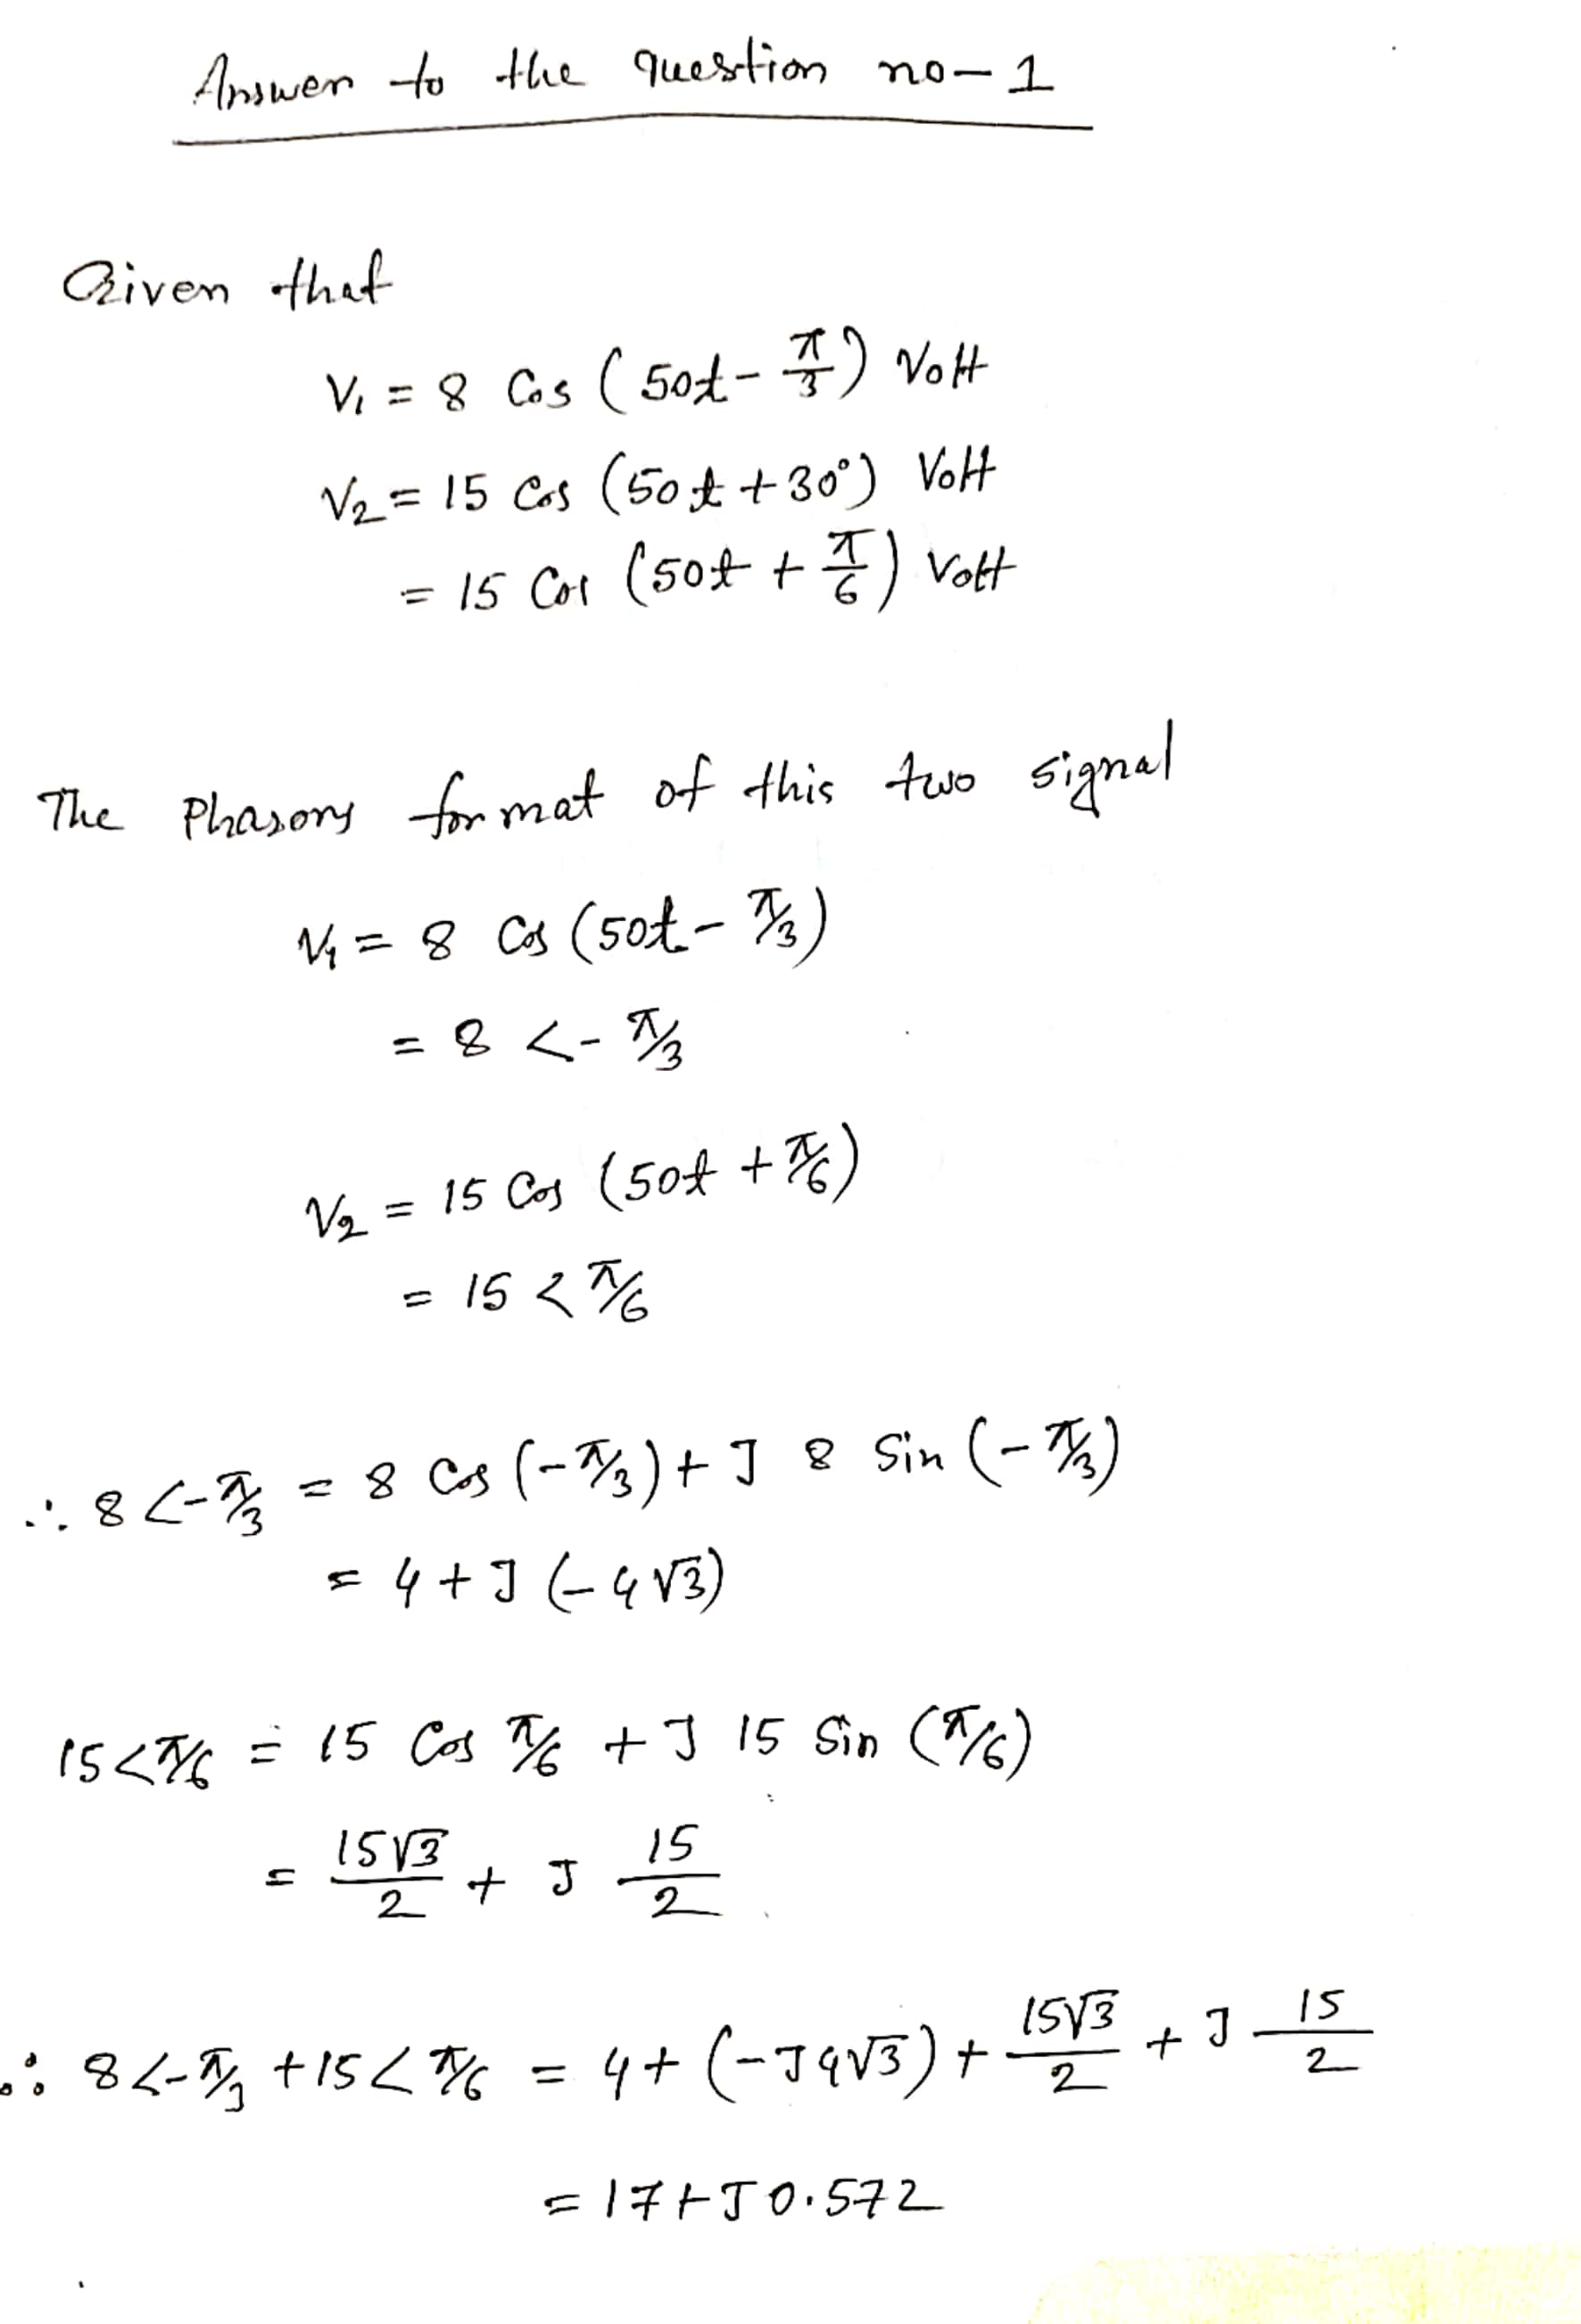 Answer to the question no-1
Given that
V₁ = 8 Cos (50t - π/3) Volt
V₂ = 15 Cos (50t + 30°) Volt
= 15 Cos (50t + π/6) Volt
The Phasors format of this two signal
V₁ = 8 Cos (50t - π/3)
= 8 <- π/3
V₂ = 15 Cos (50t + π/6)
= 15 < π/6
∴ 8 <- π/3 = 8 Cos (-π/3) + J 8 Sin (-π/3)
= 4 + J (-4√3)
15 < π/6 = 15 Cos π/6 + J 15 Sin (π/6)
= 15√3/2 + J 15/2
∴ 8 <- π/3 + 15 < π/6 = 4 + (-J4√3) + 15√3/2 + J 15/2
= 17 + J 0.572